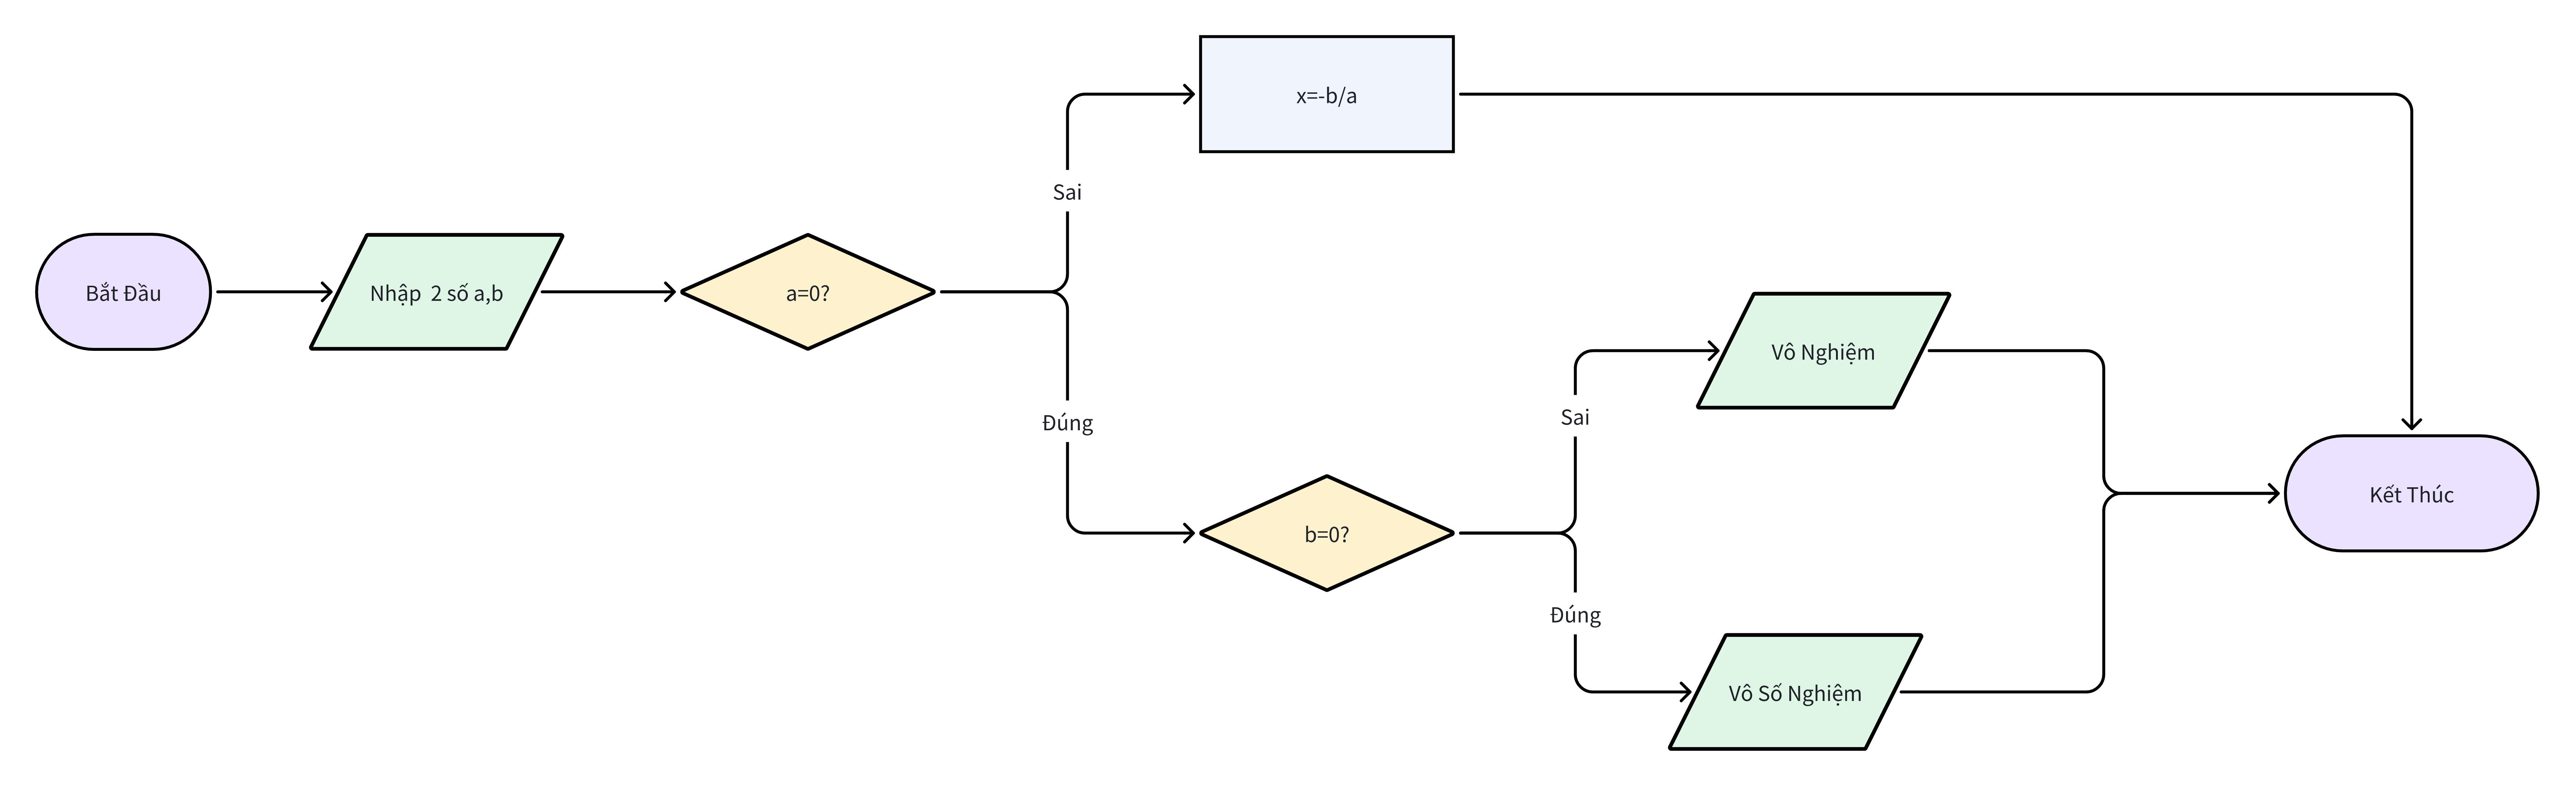 Bắt Đầu
Nhập  2 số a,b
a=0?
Sai
x=-b/a
Đúng
b=0?
Sai
Vô Nghiệm
Đúng
Vô Số Nghiệm
Kết Thúc